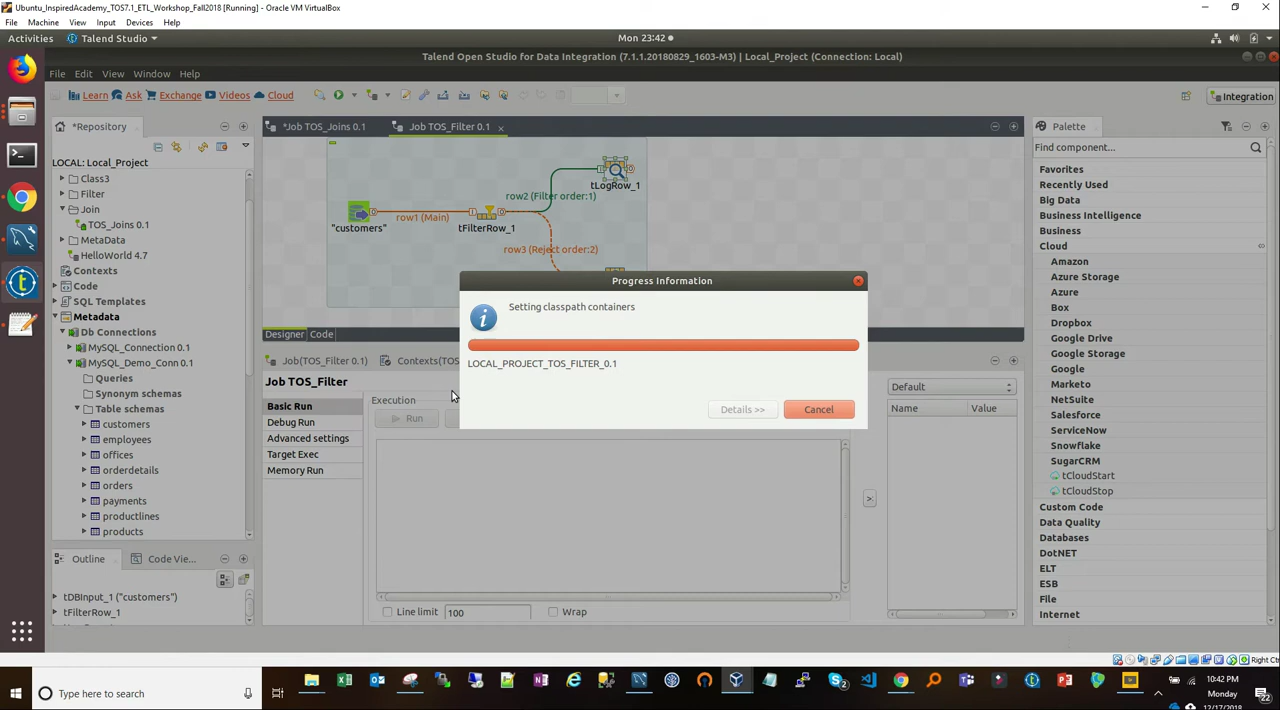 Ubuntu_InspiredAcademy_TOS7.1_ETL_Workshop_Fall2018 [Running] - Oracle VM VirtualBox
File Machine View Input Devices Help
Activities Talend Studio Mon 23:42
Talend Open Studio for Data Integration (7.1.1.20180829_1603-M3) | Local_Project (Connection: Local)
File Edit View Window Help
Learn Ask Exchange Videos Cloud Integration
*Repository *Job TOS_Joins 0.1 Job TOS_Filter 0.1 Palette
LOCAL: Local_Project
Class3
Filter
Join
TOS_Joins 0.1
MetaData
HelloWorld 4.7
Contexts
Code
SQL Templates
Metadata
Db Connections
MySQL_Connection 0.1
MySQL_Demo_Conn 0.1
Queries
Synonym schemas
Table schemas
customers
employees
offices
orderdetails
orders
payments
productlines
products
Outline Code Vie...
tDBInput_1 ("customers")
tFilterRow_1
tLogRow_1
row2 (Filter order:1)
row1 (Main)
"customers"
tFilterRow_1
row3 (Reject order:2)
Designer Code
Progress Information
Setting classpath containers
LOCAL_PROJECT_TOS_FILTER_0.1
Details >> Cancel
Job(TOS_Filter 0.1) Contexts(TOS
Job TOS_Filter
Basic Run
Debug Run
Advanced settings
Target Exec
Memory Run
Execution
Run
Line limit 100 Wrap
>
Default
Name Value
Find component...
Favorites
Recently Used
Big Data
Business Intelligence
Business
Cloud
Amazon
Azure Storage
Azure
Box
Dropbox
Google Drive
Google Storage
Marketo
NetSuite
Salesforce
ServiceNow
Snowflake
SugarCRM
tCloudStart
tCloudStop
Custom Code
Data Quality
Databases
DotNET
ELT
ESB
File
Internet
Right Ct
Type here to search
10:42 PM
Monday
12/17/2018
22